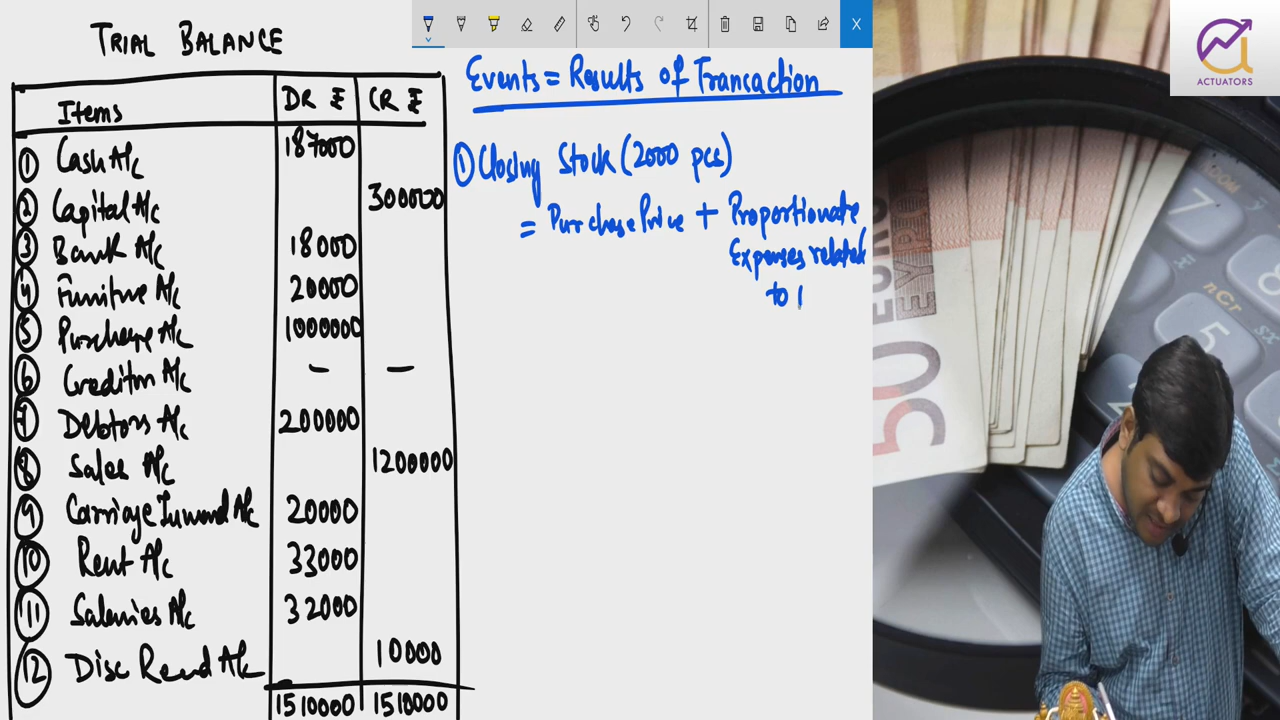 TRIAL BALANCE
Items DR ₹ CR ₹
① Cash A/c 187000
② Capital A/c 300000
③ Bank A/c 18000
④ Furniture A/c 20000
⑤ Purchase A/c 1000000
⑥ Creditors A/c - -
⑦ Debtors A/c 200000
⑧ Sales A/c 1200000
⑨ Carriage Inward A/c 20000
⑩ Rent A/c 33000
⑪ Salaries A/c 32000
⑫ Disc Recd A/c 10000
1510000 1510000
Events = Results of Transaction
① Closing Stock (2000 pcs)
= Purchase Price + Proportionate
Expenses related
to
ACTUATORS
X